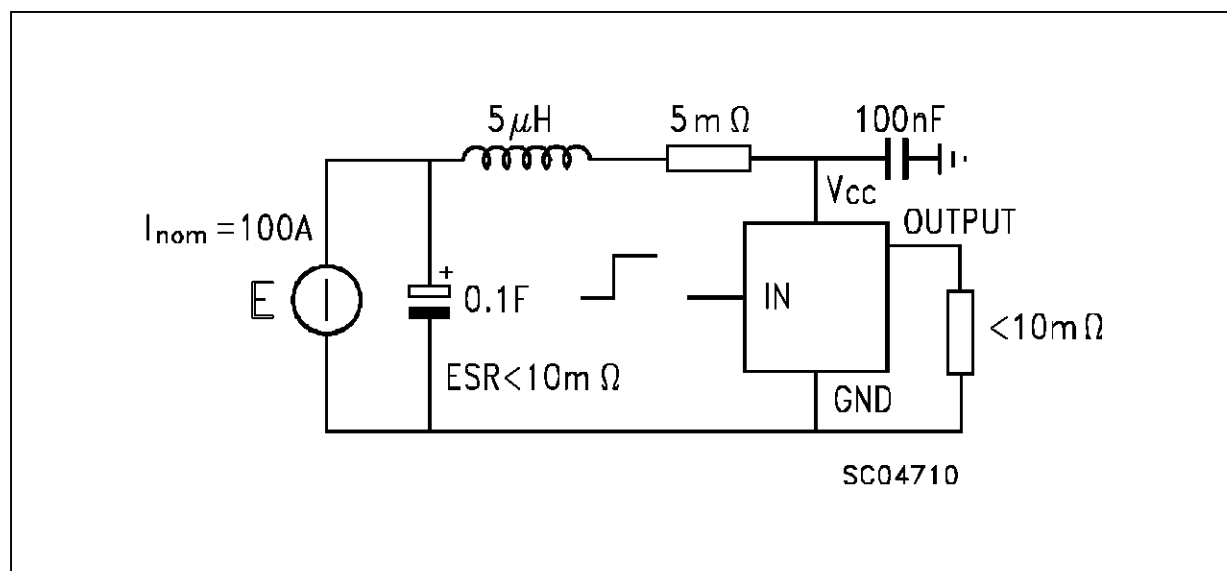 5μH
5mΩ
100nF
Vcc
OUTPUT
Inom=100A
+
E
0.1F
IN
<10mΩ
ESR<10mΩ
GND
SC04710